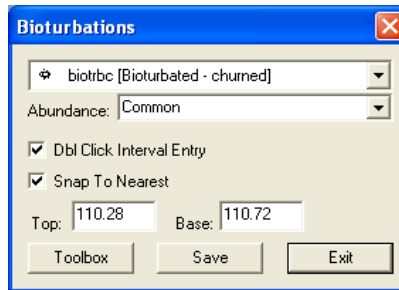 Bioturbations
biotrbc [Bioturbated - churned]
Abundance: Common
Dbl Click Interval Entry
Snap To Nearest
Top: 110.28 Base: 110.72
Toolbox Save Exit